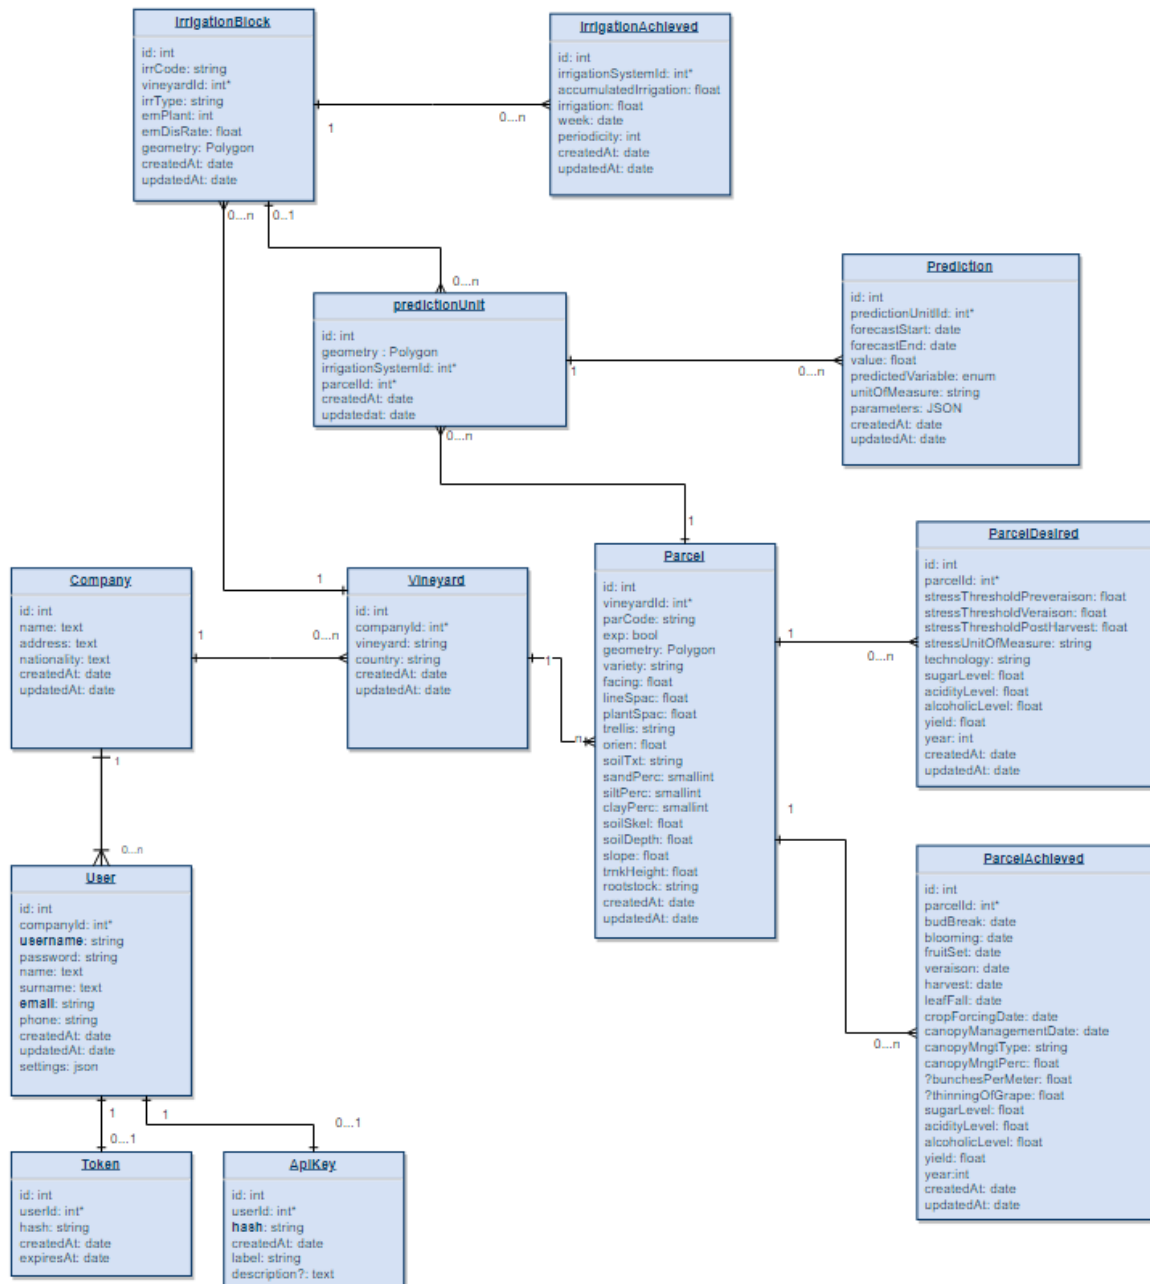 IrrigationBlock
id: int
irrCode: string
vineyardId: int*
irrType: string
emPlant: int
emDisRate: float
geometry: Polygon
createdAt: date
updatedAt: date
IrrigationAchieved
id: int
irrigationSystemId: int*
accumulatedIrrigation: float
irrigation: float
week: date
periodicity: int
createdAt: date
updatedAt: date
1
0...n
0...n
0..1
0...n
predictionUnit
id: int
geometry : Polygon
irrigationSystemId: int*
parcelId: int*
createdAt: date
updatedat: date
1
0...n
Prediction
id: int
predictionUnitId: int*
forecastStart: date
forecastEnd: date
value: float
predictedVariable: enum
unitOfMeasure: string
parameters: JSON
createdAt: date
updatedAt: date
0...n
1
Company
id: int
name: text
address: text
nationality: text
createdAt: date
updatedAt: date
1
0...n
1
Vineyard
id: int
companyId: int*
vineyard: string
country: string
createdAt: date
updatedAt: date
1
n
Parcel
id: int
vineyardId: int*
parCode: string
exp: bool
geometry: Polygon
variety: string
facing: float
lineSpac: float
plantSpac: float
trellis: string
orien: float
soilTxt: string
sandPerc: smallint
siltPerc: smallint
clayPerc: smallint
soilSkel: float
soilDepth: float
slope: float
trnkHeight: float
rootstock: string
createdAt: date
updatedAt: date
1
0...n
ParcelDesired
id: int
parcelId: int*
stressThresholdPreveraison: float
stressThresholdVeraison: float
stressThresholdPostHarvest: float
stressUnitOfMeasure: string
technology: string
sugarLevel: float
acidityLevel: float
alcoholicLevel: float
yield: float
year: int
createdAt: date
updatedAt: date
1
0...n
ParcelAchieved
id: int
parcelId: int*
budBreak: date
blooming: date
fruitSet: date
veraison: date
harvest: date
leafFall: date
cropForcingDate: date
canopyManagementDate: date
canopyMngtType: string
canopyMngtPerc: float
?bunchesPerMeter: float
?thinningOfGrape: float
sugarLevel: float
acidityLevel: float
alcoholicLevel: float
yield: float
year:int
createdAt: date
updatedAt: date
1
0...n
User
id: int
companyId: int*
username: string
password: string
name: text
surname: text
email: string
phone: string
createdAt: date
updatedAt: date
settings: json
1
0...1
1
0...1
Token
id: int
userId: int*
hash: string
createdAt: date
expiresAt: date
ApiKey
id: int
userId: int*
hash: string
createdAt: date
label: string
description?: text